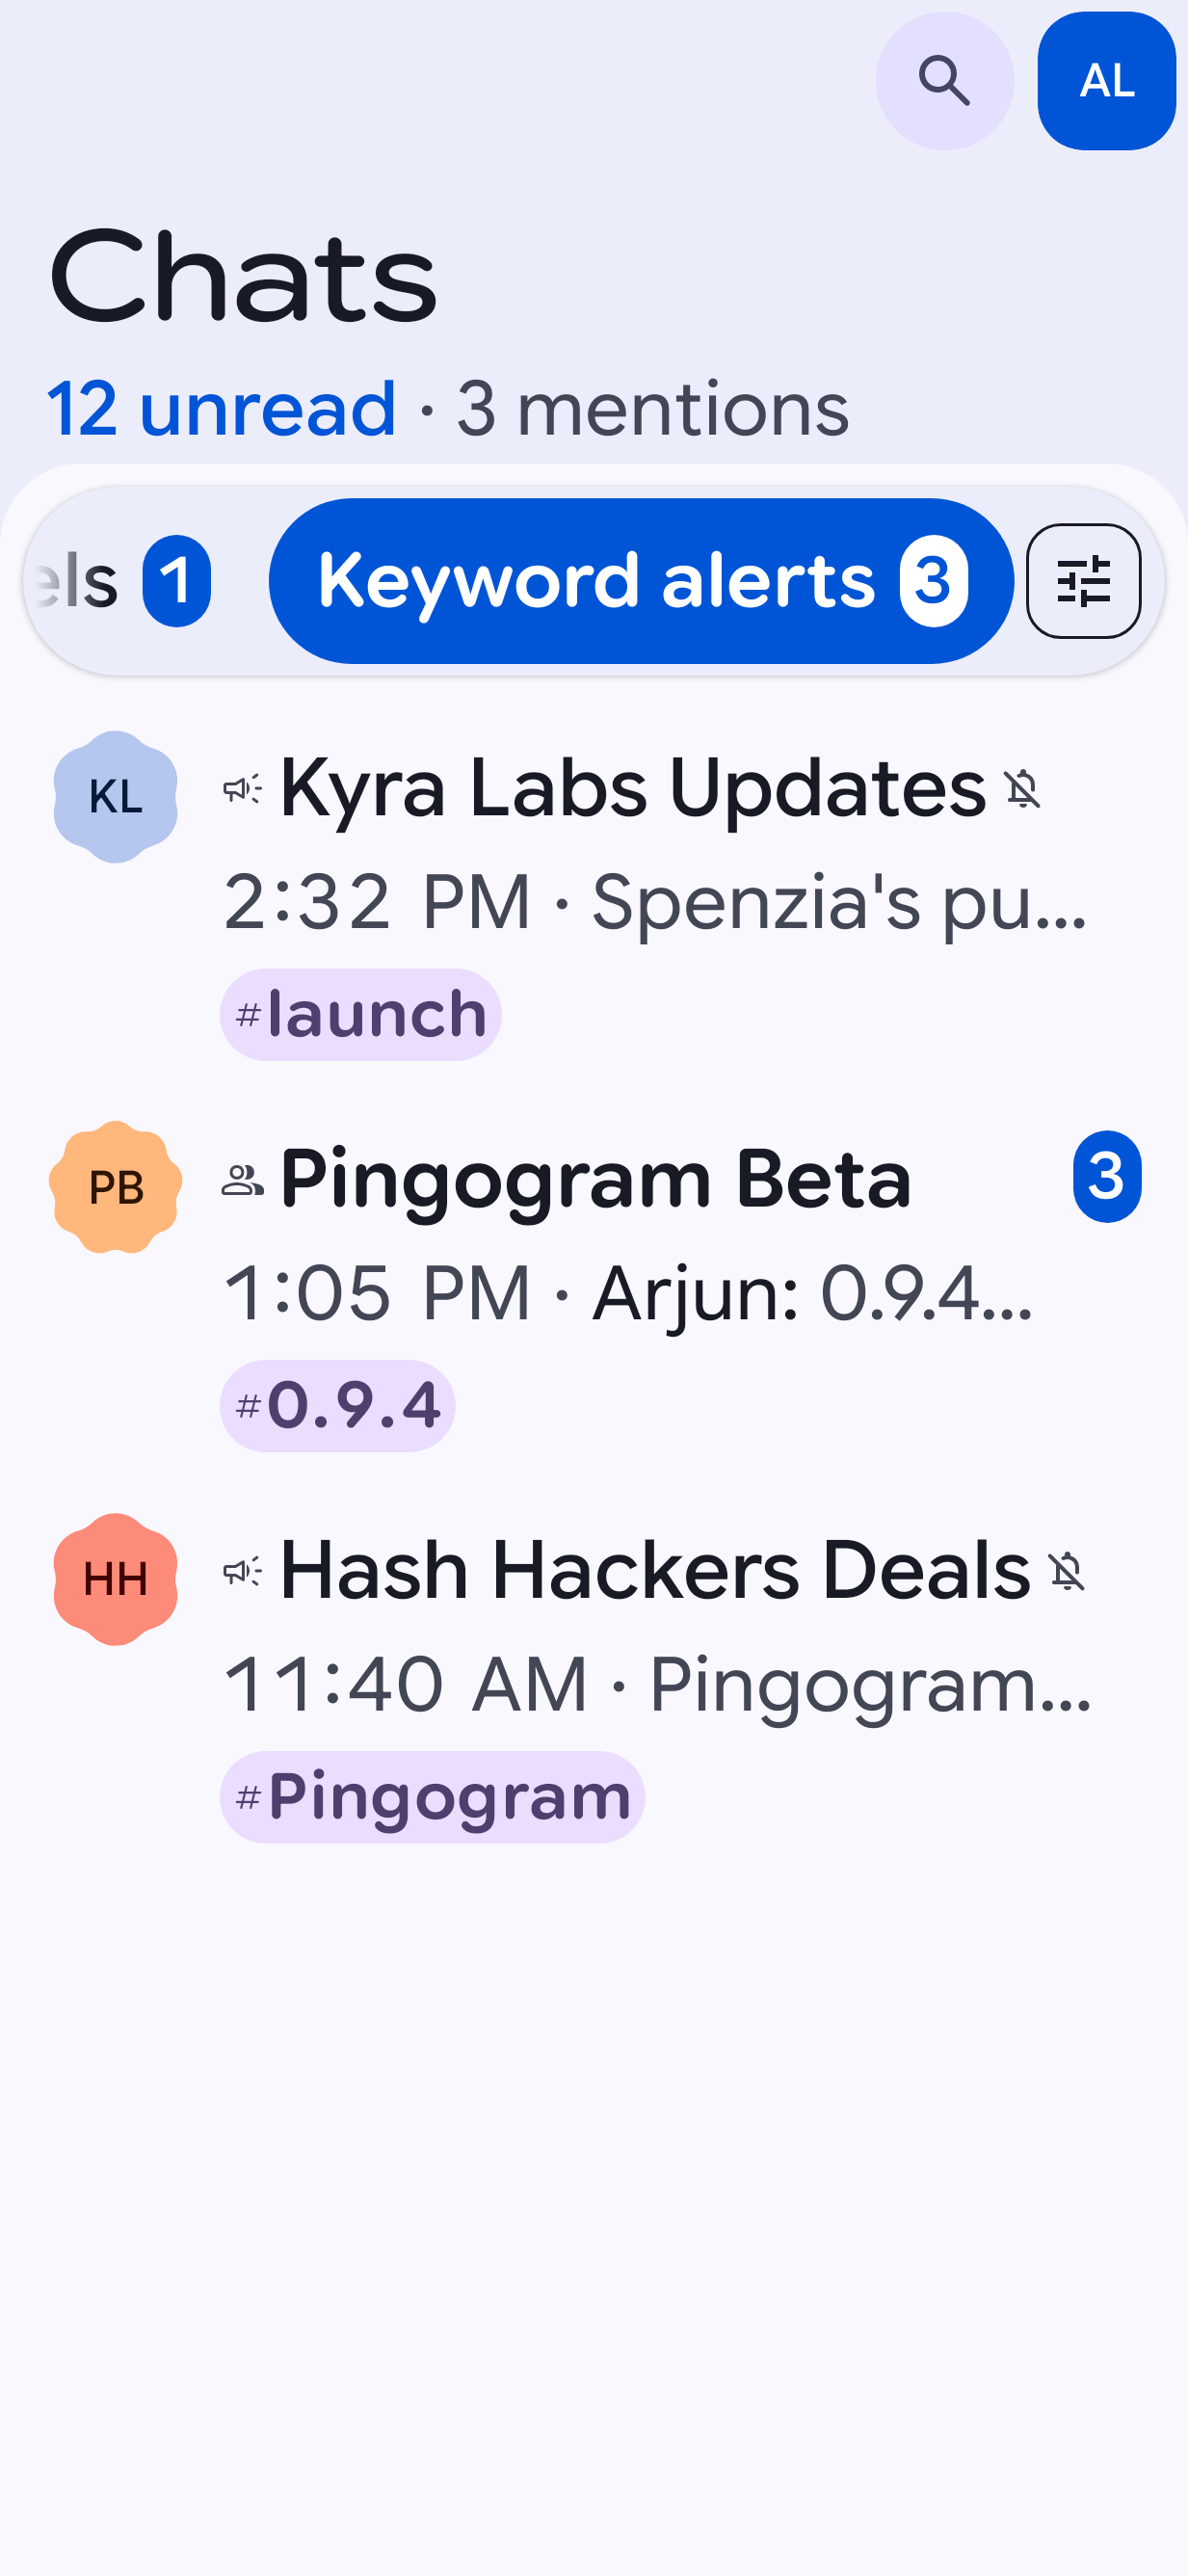 AL
Chats
12 unread · 3 mentions
els 1 Keyword alerts 3
KL
Kyra Labs Updates
2:32 PM · Spenzia's pu...
#launch
PB
Pingogram Beta 3
1:05 PM · Arjun: 0.9.4...
#0.9.4
HH
Hash Hackers Deals
11:40 AM · Pingogram...
#Pingogram